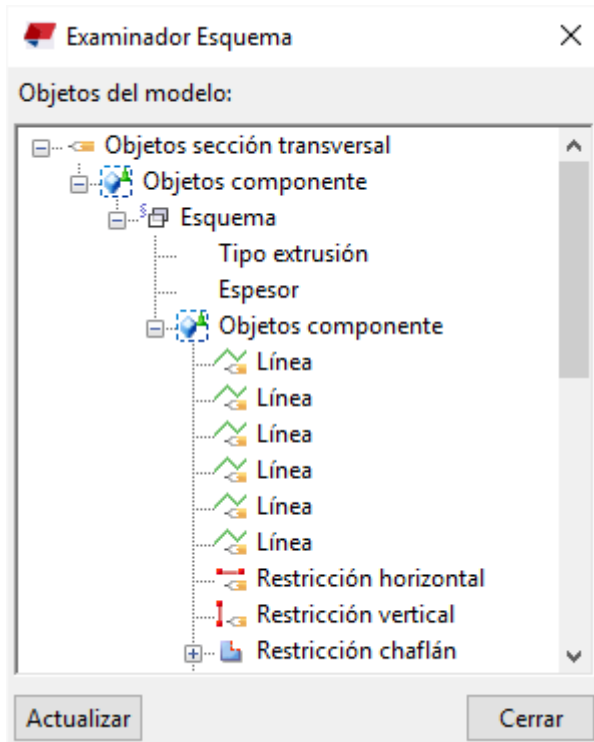 Examinador Esquema
Objetos del modelo:
Objetos sección transversal
Objetos componente
Esquema
Tipo extrusión
Espesor
Objetos componente
Línea
Línea
Línea
Línea
Línea
Línea
Restricción horizontal
Restricción vertical
Restricción chaflán
Actualizar
Cerrar